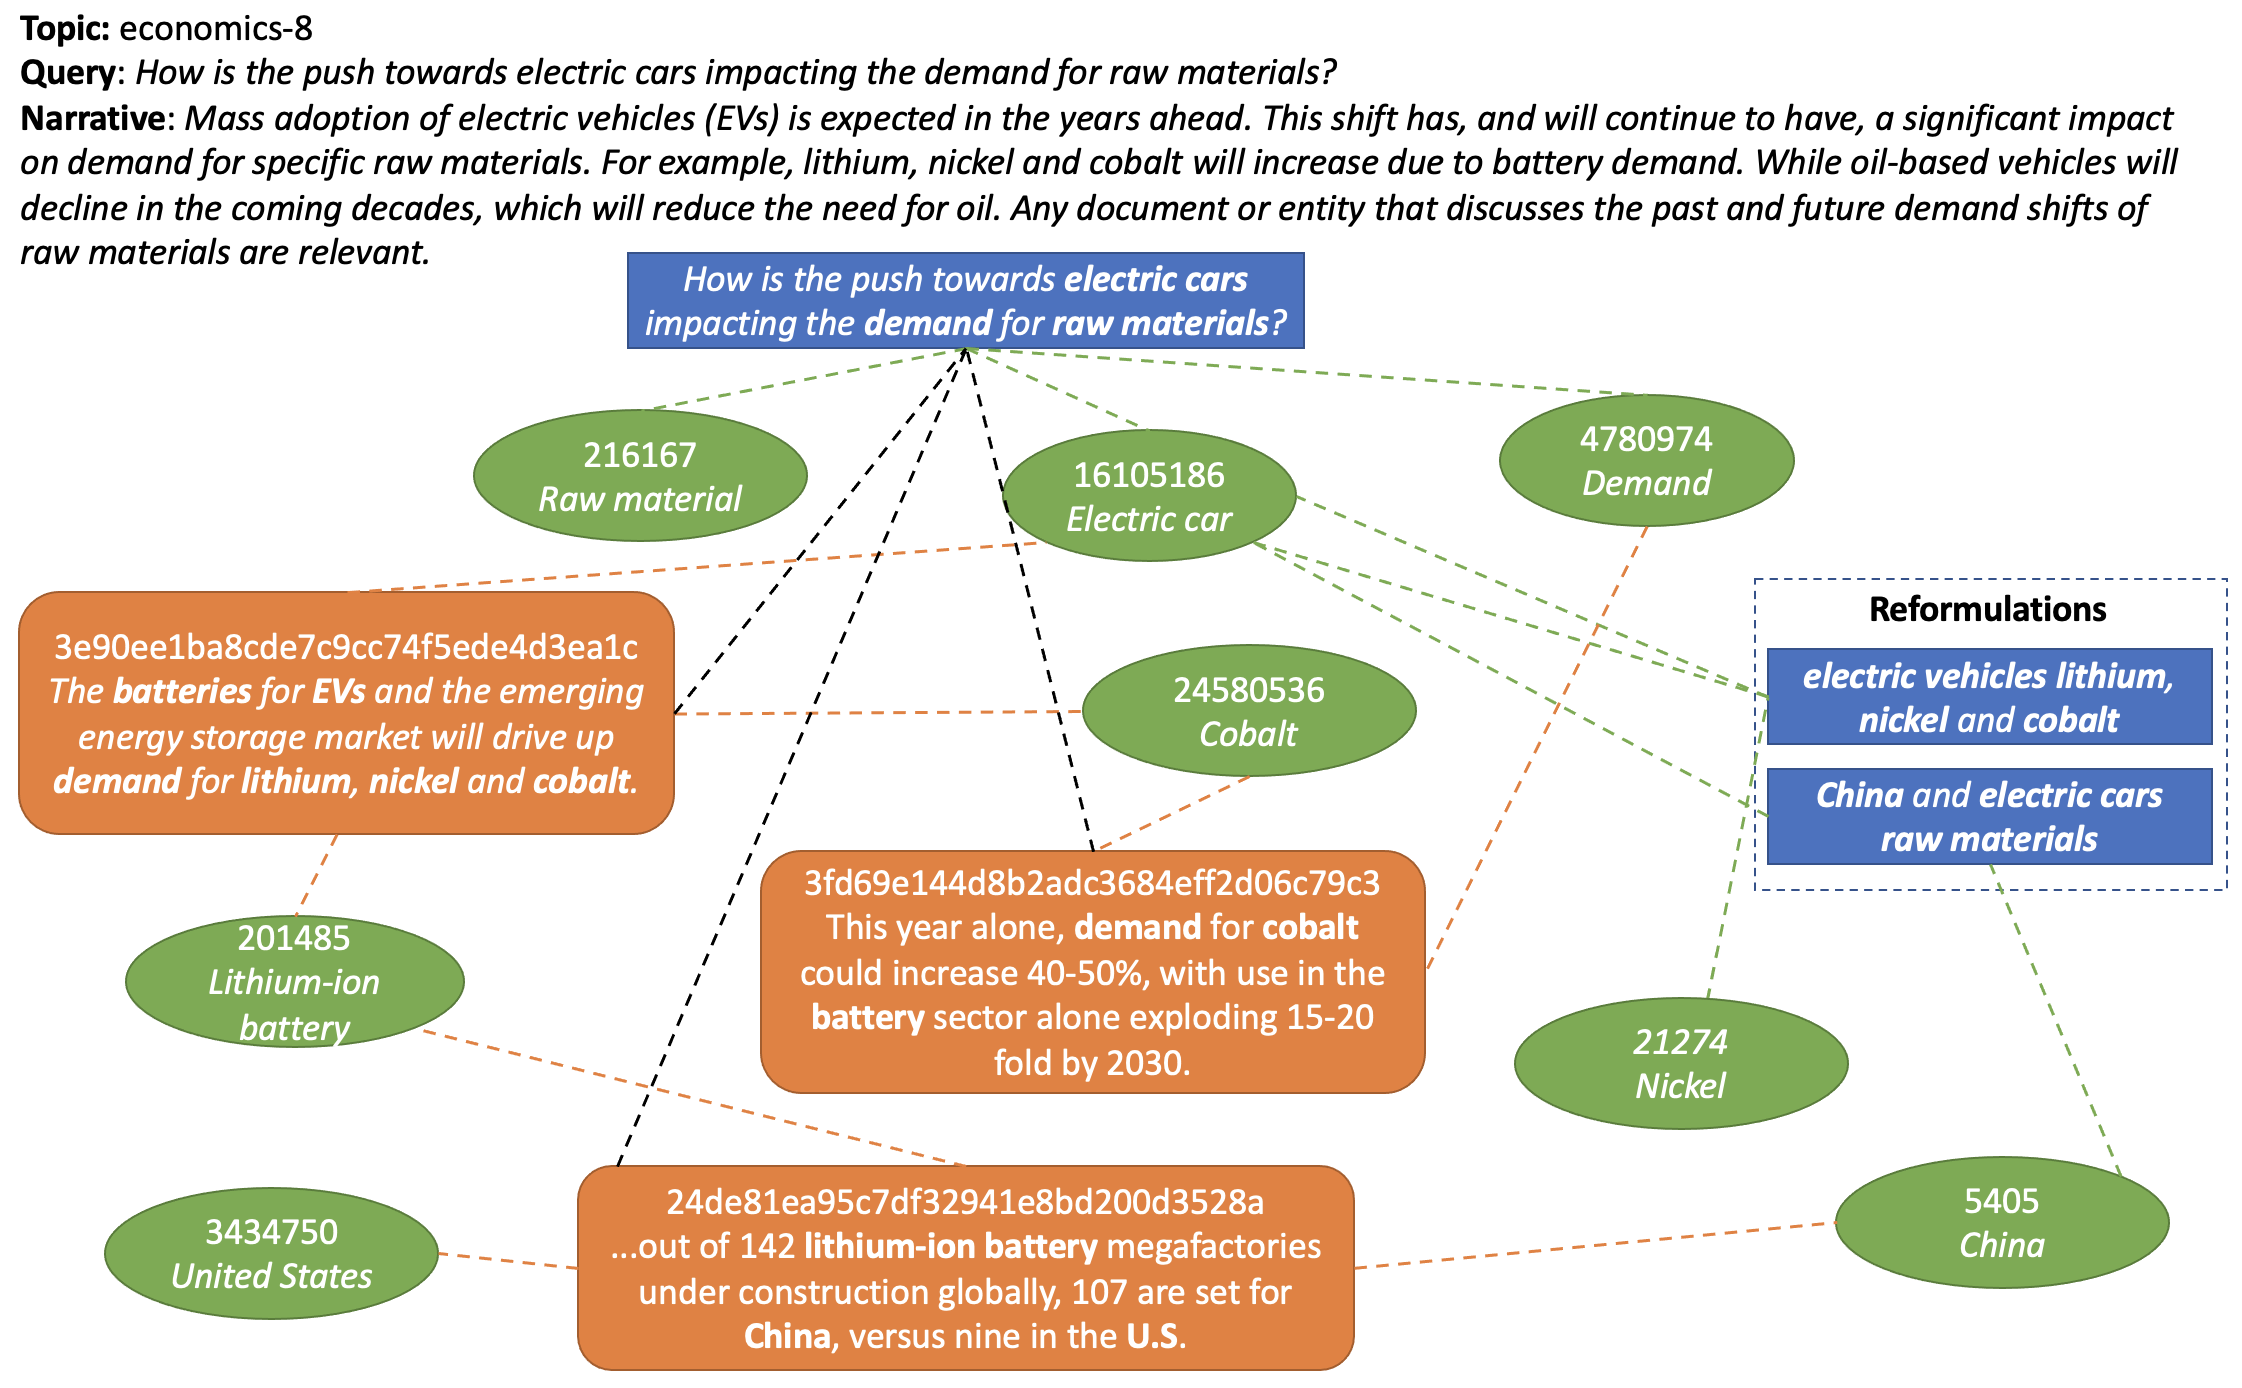 Topic: economics-8
Query: How is the push towards electric cars impacting the demand for raw materials?
Narrative: Mass adoption of electric vehicles (EVs) is expected in the years ahead. This shift has, and will continue to have, a significant impact
on demand for specific raw materials. For example, lithium, nickel and cobalt will increase due to battery demand. While oil-based vehicles will
decline in the coming decades, which will reduce the need for oil. Any document or entity that discusses the past and future demand shifts of
raw materials are relevant.
How is the push towards electric cars
impacting the demand for raw materials?
216167
Raw material
16105186
Electric car
4780974
Demand
3e90ee1ba8cde7c9cc74f5ede4d3ea1c
The batteries for EVs and the emerging
energy storage market will drive up
demand for lithium, nickel and cobalt.
24580536
Cobalt
Reformulations
electric vehicles lithium,
nickel and cobalt
China and electric cars
raw materials
201485
Lithium-ion
battery
3fd69e144d8b2adc3684eff2d06c79c3
This year alone, demand for cobalt
could increase 40-50%, with use in the
battery sector alone exploding 15-20
fold by 2030.
21274
Nickel
3434750
United States
24de81ea95c7df32941e8bd200d3528a
...out of 142 lithium-ion battery megafactories
under construction globally, 107 are set for
China, versus nine in the U.S.
5405
China